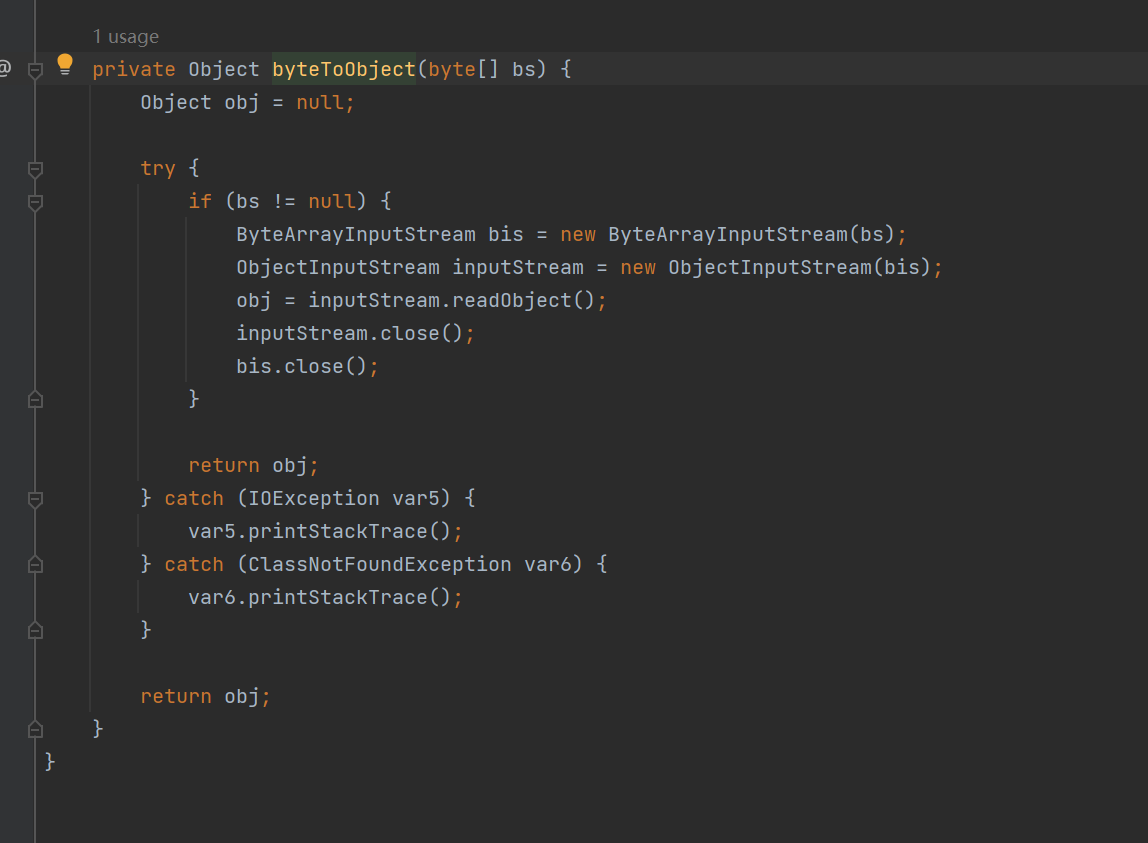 1 usage
@ private Object byteToObject(byte[] bs) {
Object obj = null;
try {
if (bs != null) {
ByteArrayInputStream bis = new ByteArrayInputStream(bs);
ObjectInputStream inputStream = new ObjectInputStream(bis);
obj = inputStream.readObject();
inputStream.close();
bis.close();
}
return obj;
} catch (IOException var5) {
var5.printStackTrace();
} catch (ClassNotFoundException var6) {
var6.printStackTrace();
}
return obj;
}
}